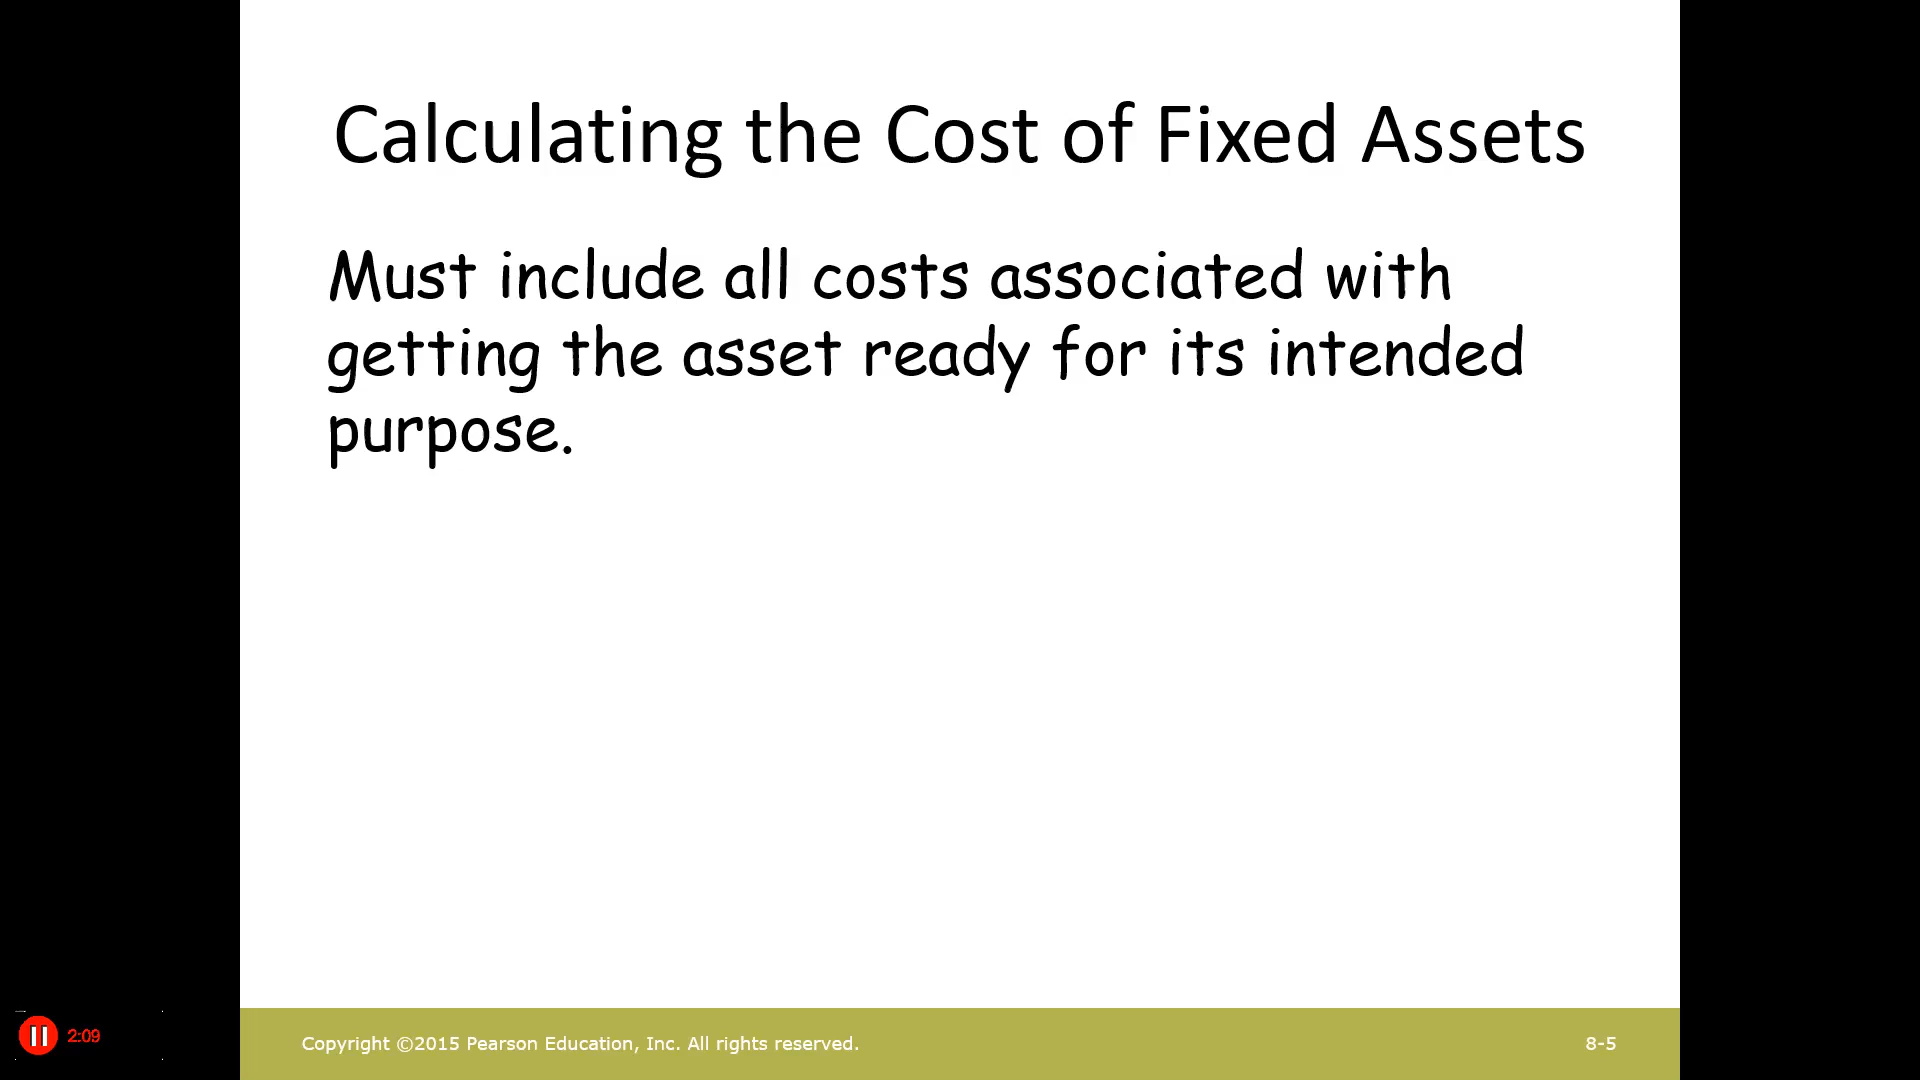 Calculating the Cost of Fixed Assets
Must include all costs associated with
getting the asset ready for its intended
purpose.
2:09
Copyright ©2015 Pearson Education, Inc. All rights reserved.
8-5